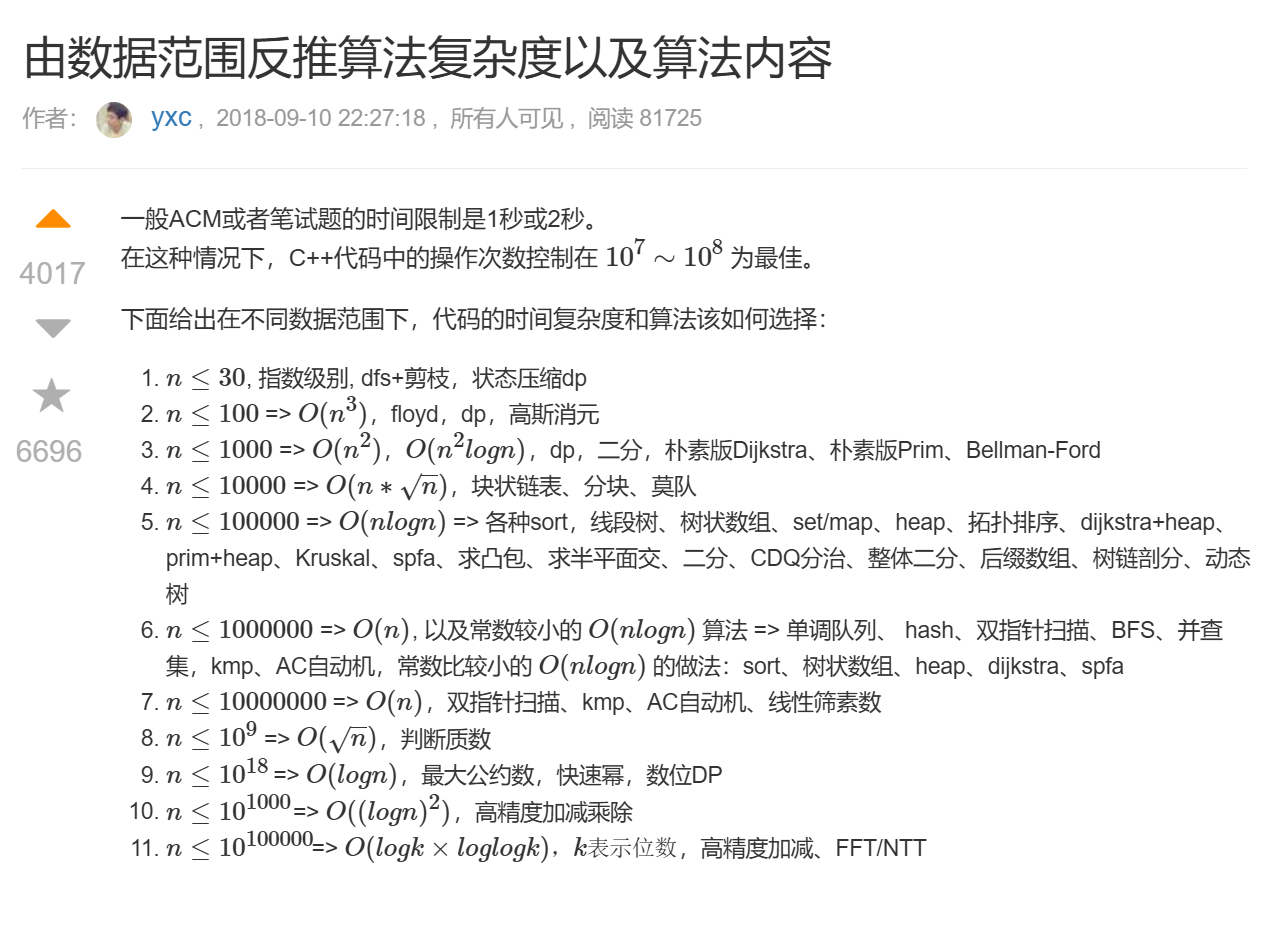 由数据范围反推算法复杂度以及算法内容
作者： yxc ， 2018-09-10 22:27:18 ， 所有人可见 ， 阅读 81725
一般ACM或者笔试题的时间限制是1秒或2秒。
在这种情况下，C++代码中的操作次数控制在 10^7 ∼ 10^8 为最佳。
4017
下面给出在不同数据范围下，代码的时间复杂度和算法该如何选择：
6696
1. n ≤ 30, 指数级别, dfs+剪枝，状态压缩dp
2. n ≤ 100 => O(n^3)，floyd，dp，高斯消元
3. n ≤ 1000 => O(n^2)，O(n^2logn)，dp，二分，朴素版Dijkstra、朴素版Prim、Bellman-Ford
4. n ≤ 10000 => O(n ∗ √n)，块状链表、分块、莫队
5. n ≤ 100000 => O(nlogn) => 各种sort，线段树、树状数组、set/map、heap、拓扑排序、dijkstra+heap、
prim+heap、Kruskal、spfa、求凸包、求半平面交、二分、CDQ分治、整体二分、后缀数组、树链剖分、动态
树
6. n ≤ 1000000 => O(n), 以及常数较小的 O(nlogn) 算法 => 单调队列、 hash、双指针扫描、BFS、并查
集，kmp、AC自动机，常数比较小的 O(nlogn) 的做法：sort、树状数组、heap、dijkstra、spfa
7. n ≤ 10000000 => O(n)，双指针扫描、kmp、AC自动机、线性筛素数
8. n ≤ 10^9 => O(√n)，判断质数
9. n ≤ 10^18 => O(logn)，最大公约数，快速幂，数位DP
10. n ≤ 10^1000 => O((logn)^2)，高精度加减乘除
11. n ≤ 10^100000 => O(logk × loglogk)，k表示位数，高精度加减、FFT/NTT